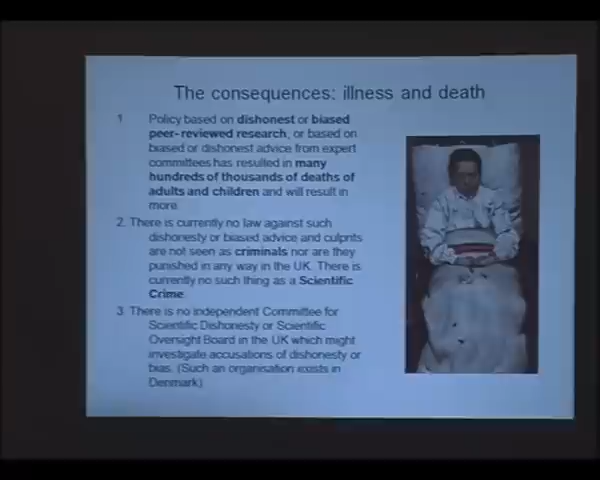 The consequences: illness and death
1 Policy based on dishonest or biased
peer-reviewed research, or based on
biased or dishonest advice from expert
committees has resulted in many
hundreds of thousands of deaths of
adults and children and will result in
more.
2. There is currently no law against such
dishonesty or biased advice and culprits
are not seen as criminals nor are they
punished in any way in the UK. There is
currently no such thing as a Scientific
Crime.
3. There is no independent Committee for
Scientific Dishonesty or Scientific
Oversight Board in the UK which might
investigate accusations of dishonesty or
bias. (Such an organisation exists in
Denmark)